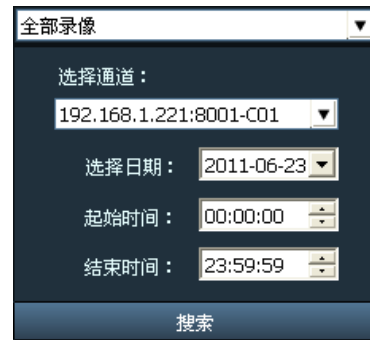 全部录像
选择通道：
192.168.1.221:8001-C01
选择日期： 2011-06-23
起始时间： 00:00:00
结束时间： 23:59:59
搜索